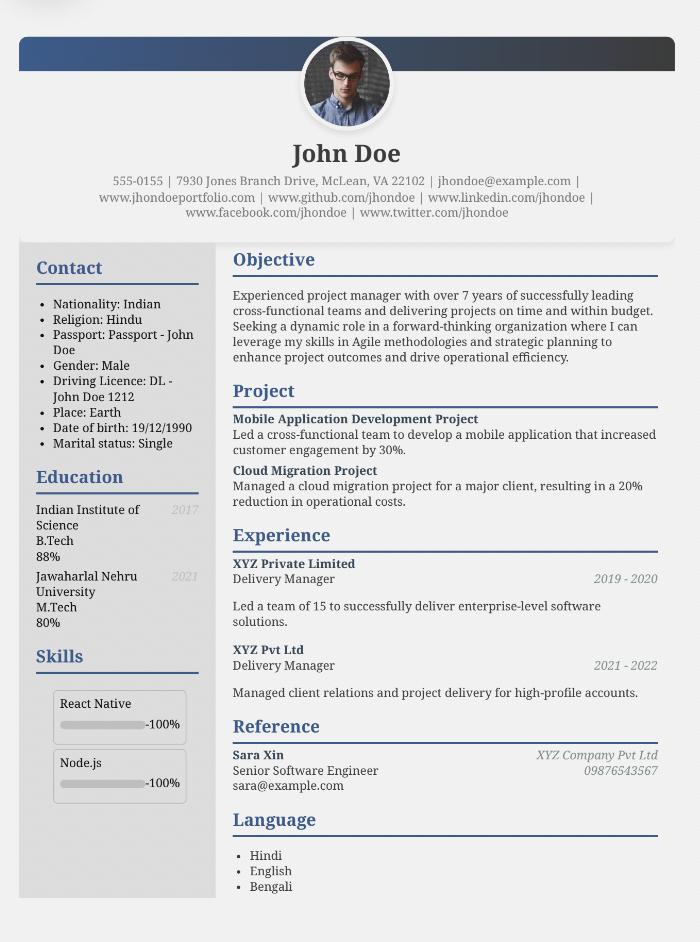 John Doe
555-0155 | 7930 Jones Branch Drive, McLean, VA 22102 | jhondoe@example.com |
www.jhondoeportfolio.com | www.github.com/jhondoe | www.linkedin.com/jhondoe |
www.facebook.com/jhondoe | www.twitter.com/jhondoe
Contact
• Nationality: Indian
• Religion: Hindu
• Passport: Passport - John
Doe
• Gender: Male
• Driving Licence: DL -
John Doe 1212
• Place: Earth
• Date of birth: 19/12/1990
• Marital status: Single
Education
Indian Institute of 2017
Science
B.Tech
88%
Jawaharlal Nehru 2021
University
M.Tech
80%
Skills
React Native
-100%
Node.js
-100%
Objective
Experienced project manager with over 7 years of successfully leading
cross-functional teams and delivering projects on time and within budget.
Seeking a dynamic role in a forward-thinking organization where I can
leverage my skills in Agile methodologies and strategic planning to
enhance project outcomes and drive operational efficiency.
Project
Mobile Application Development Project
Led a cross-functional team to develop a mobile application that increased
customer engagement by 30%.
Cloud Migration Project
Managed a cloud migration project for a major client, resulting in a 20%
reduction in operational costs.
Experience
XYZ Private Limited
Delivery Manager 2019 - 2020
Led a team of 15 to successfully deliver enterprise-level software
solutions.
XYZ Pvt Ltd
Delivery Manager 2021 - 2022
Managed client relations and project delivery for high-profile accounts.
Reference
Sara Xin XYZ Company Pvt Ltd
Senior Software Engineer 09876543567
sara@example.com
Language
• Hindi
• English
• Bengali